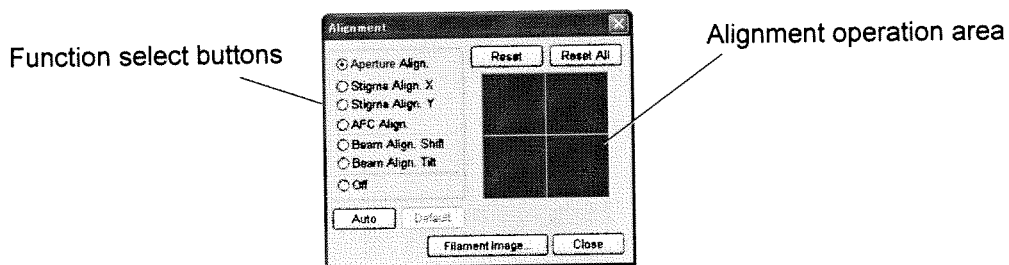 Alignment
Function select buttons
Alignment operation area
Aperture Align.
Stigma Align. X
Stigma Align. Y
AFC Align.
Beam Align. Shift
Beam Align. Tilt
Off
Reset
Reset All
Auto
Default
Filament Image...
Close